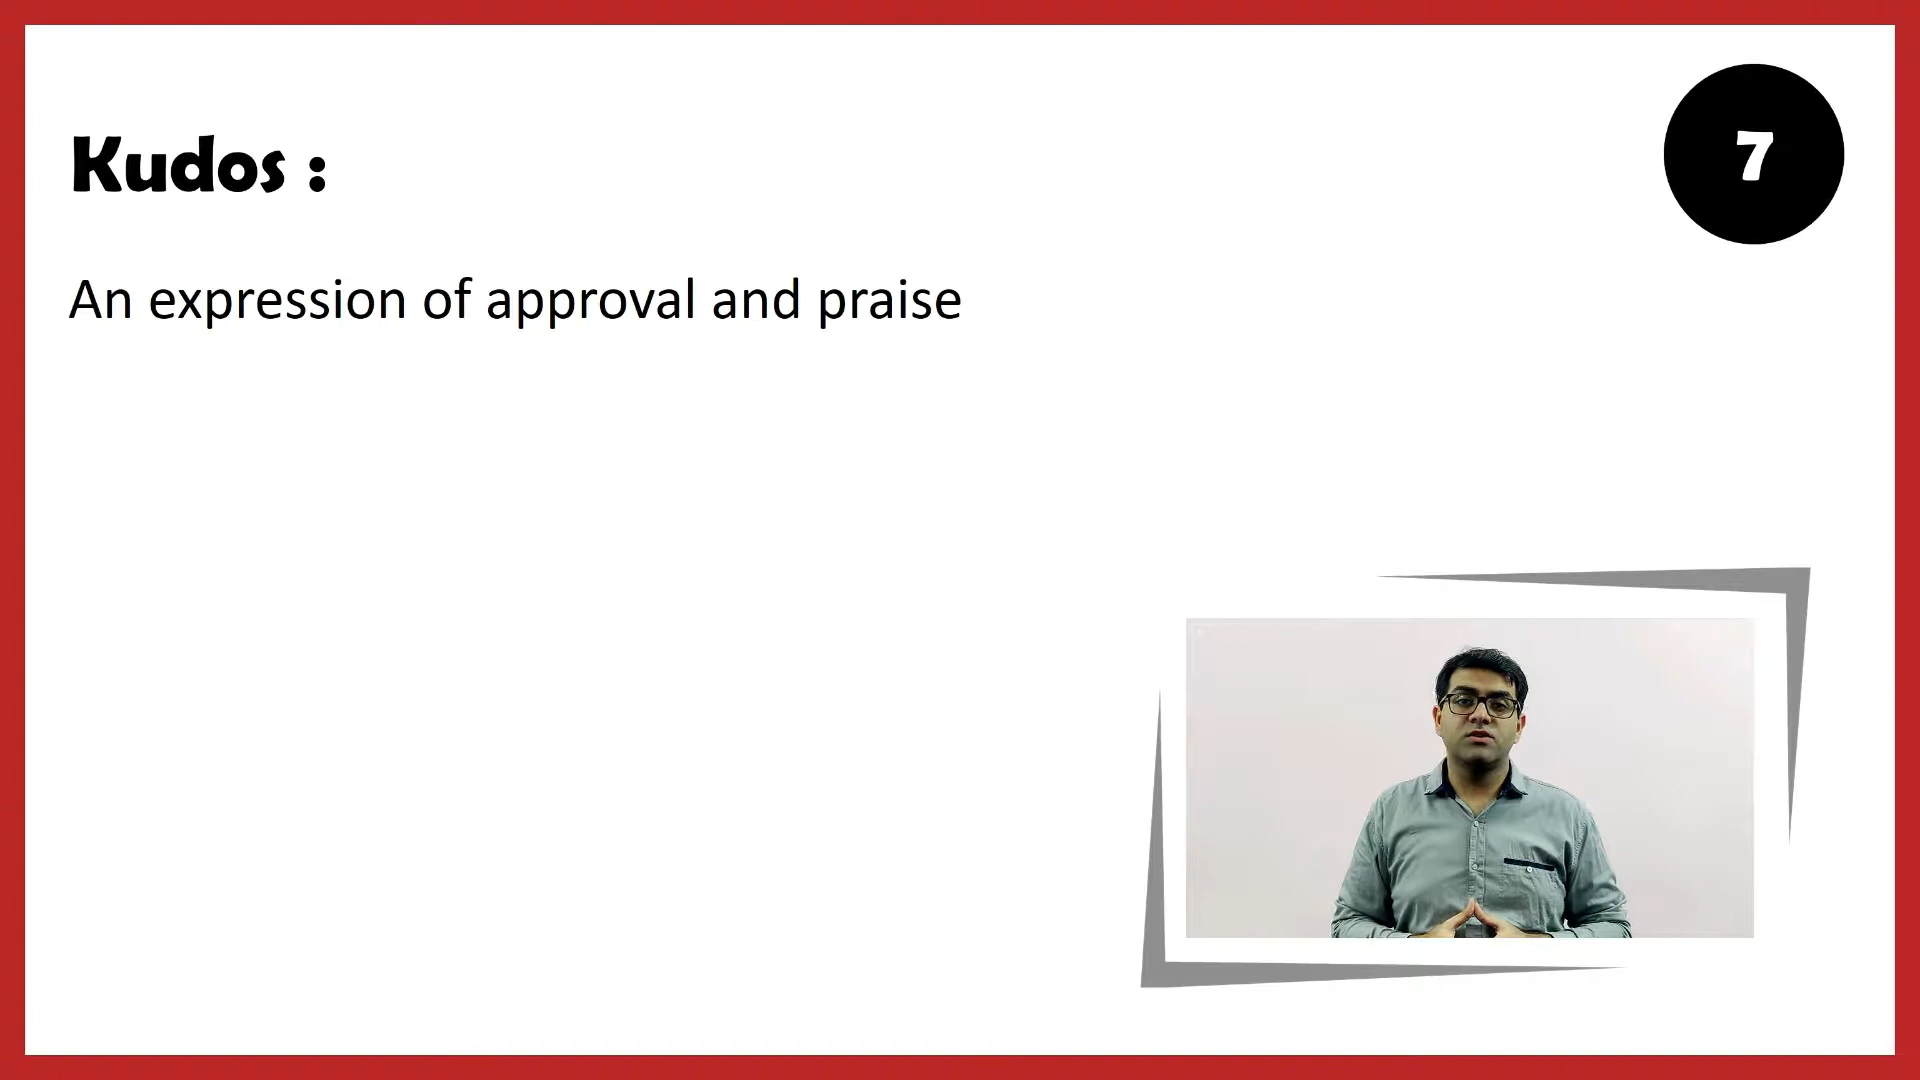 Kudos :
7
An expression of approval and praise